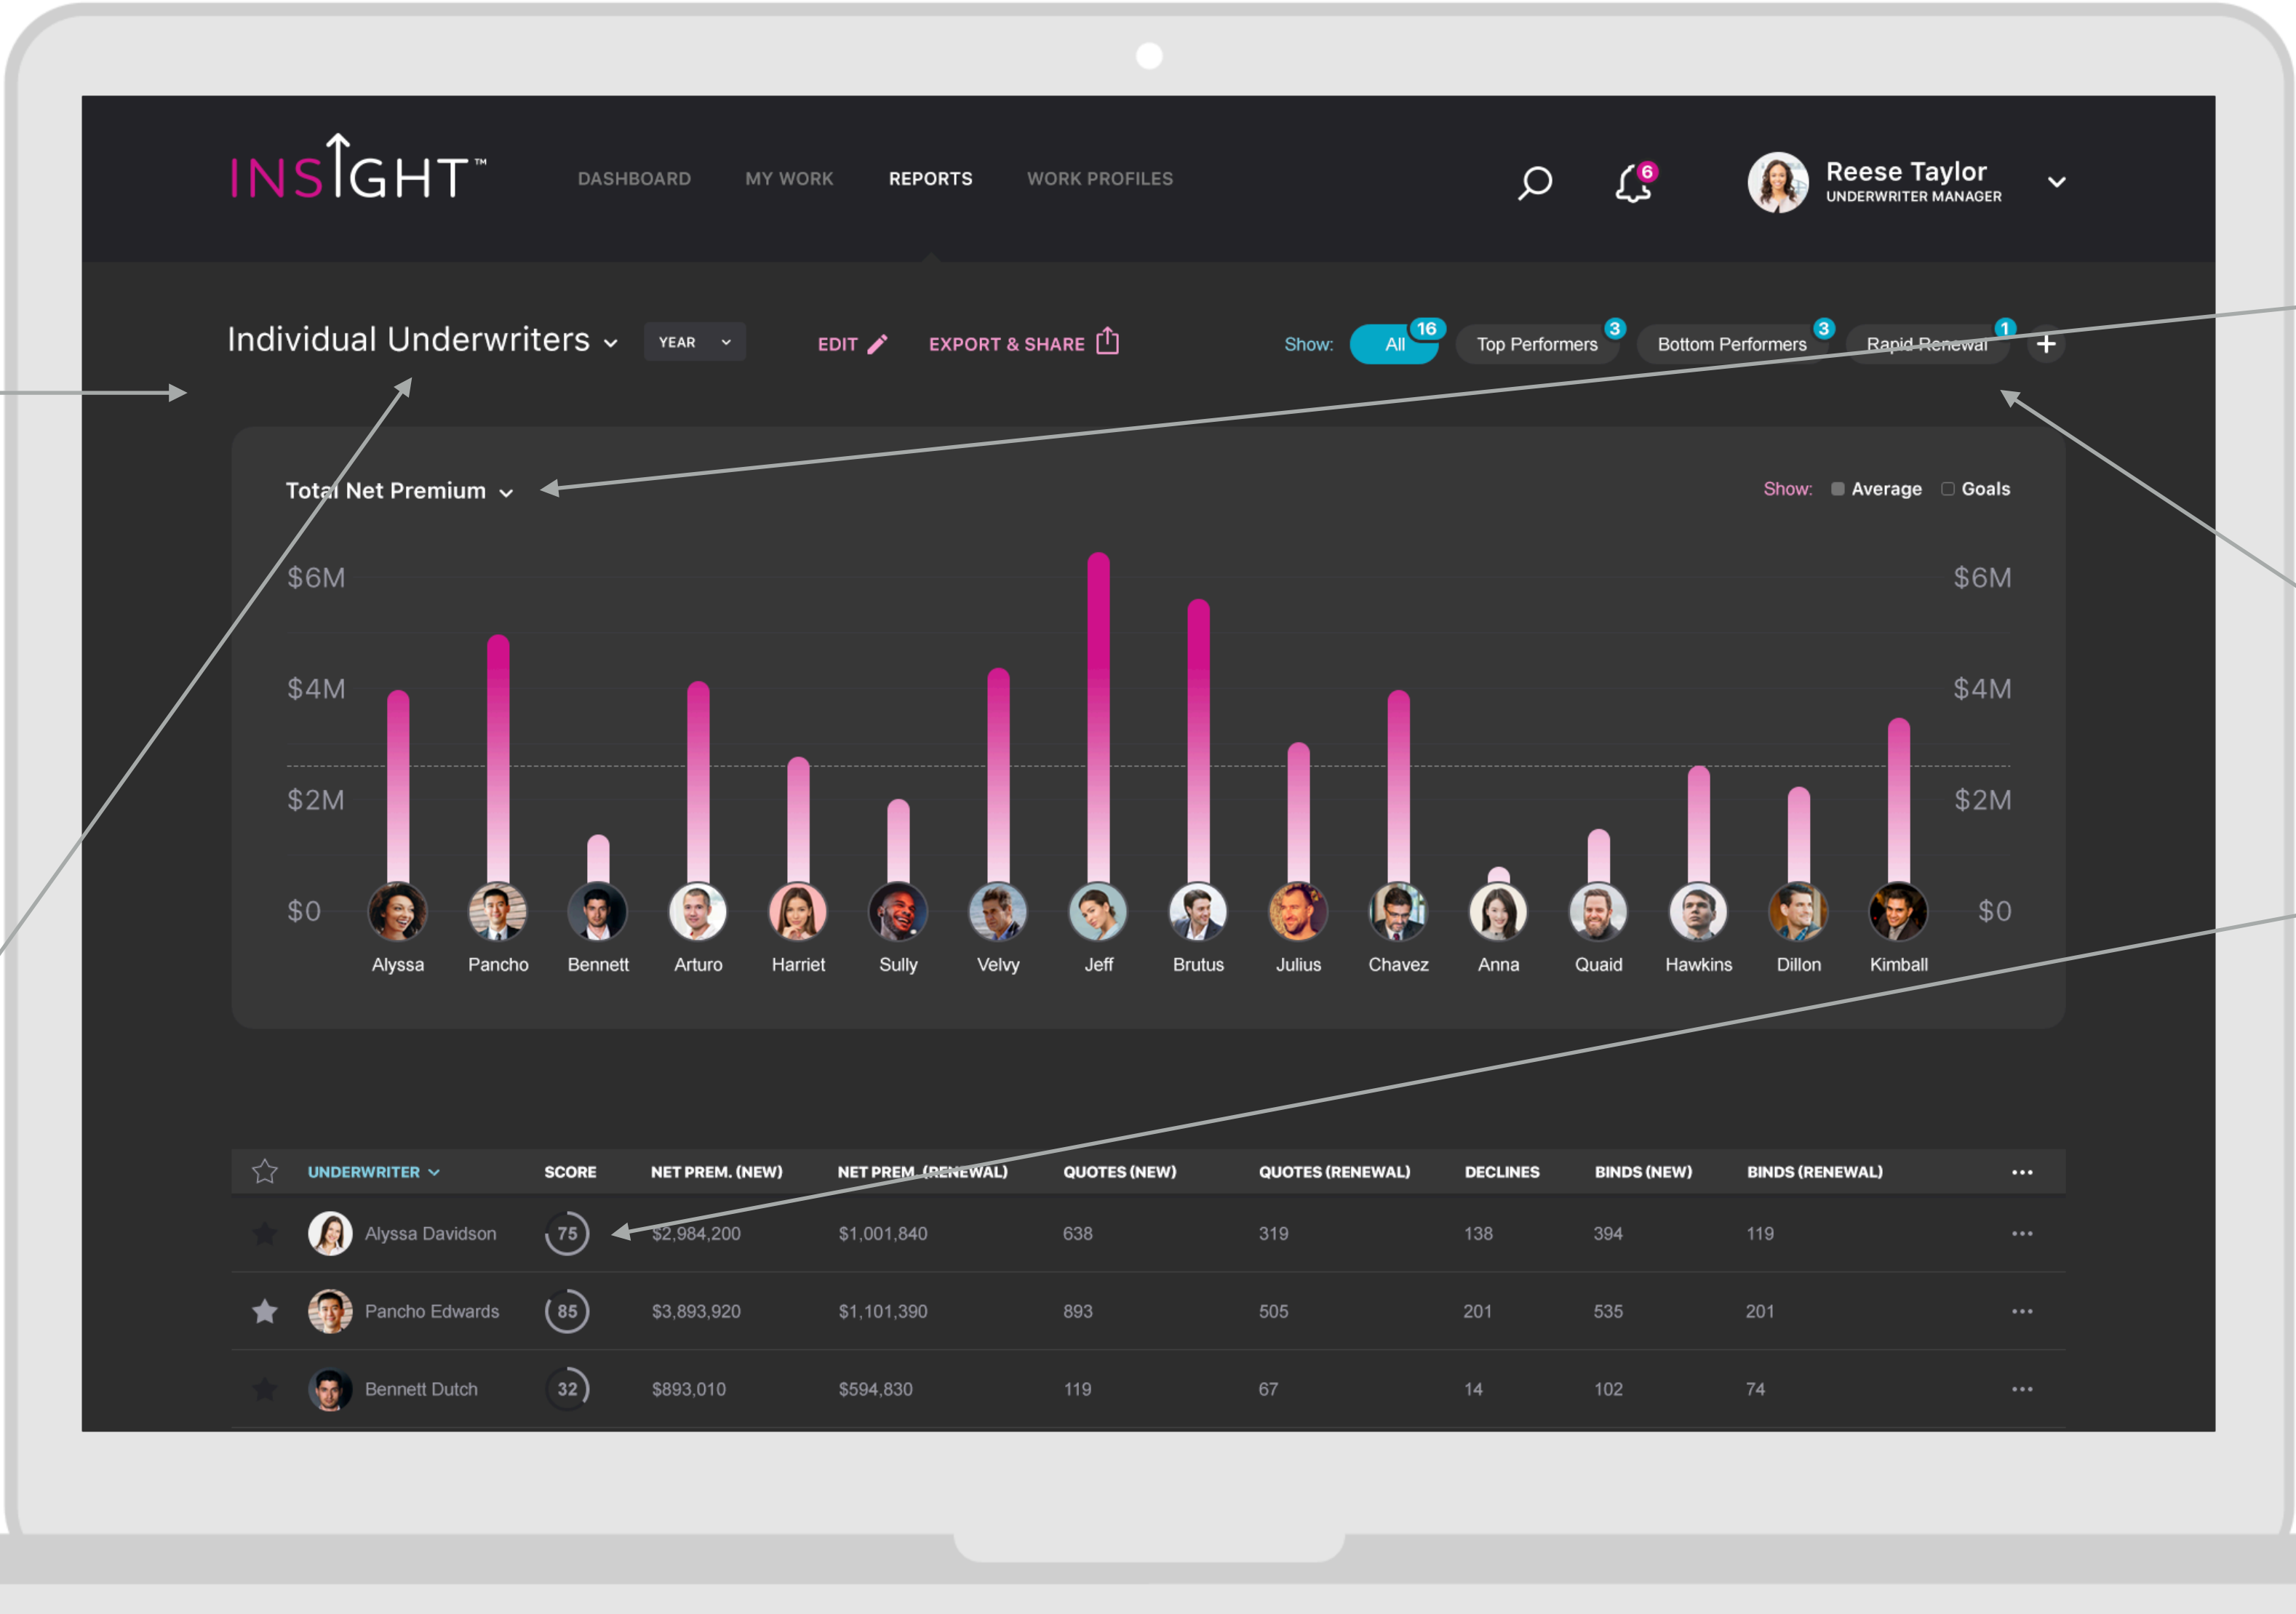 INSIGHT™
DASHBOARD MY WORK REPORTS WORK PROFILES
6
Reese Taylor
UNDERWRITER MANAGER
Individual Underwriters YEAR EDIT EXPORT & SHARE Show: All 16 Top Performers 3 Bottom Performers 3 Rapid Renewal 1 +
Total Net Premium Show: Average Goals
$6M $6M
$4M $4M
$2M $2M
$0 $0
Alyssa Pancho Bennett Arturo Harriet Sully Velvy Jeff Brutus Julius Chavez Anna Quaid Hawkins Dillon Kimball
UNDERWRITER SCORE NET PREM. (NEW) NET PREM. (RENEWAL) QUOTES (NEW) QUOTES (RENEWAL) DECLINES BINDS (NEW) BINDS (RENEWAL) •••
Alyssa Davidson 75 $2,984,200 $1,001,840 638 319 138 394 119 •••
Pancho Edwards 85 $3,893,920 $1,101,390 893 505 201 535 201 •••
Bennett Dutch 32 $893,010 $594,830 119 67 14 102 74 •••